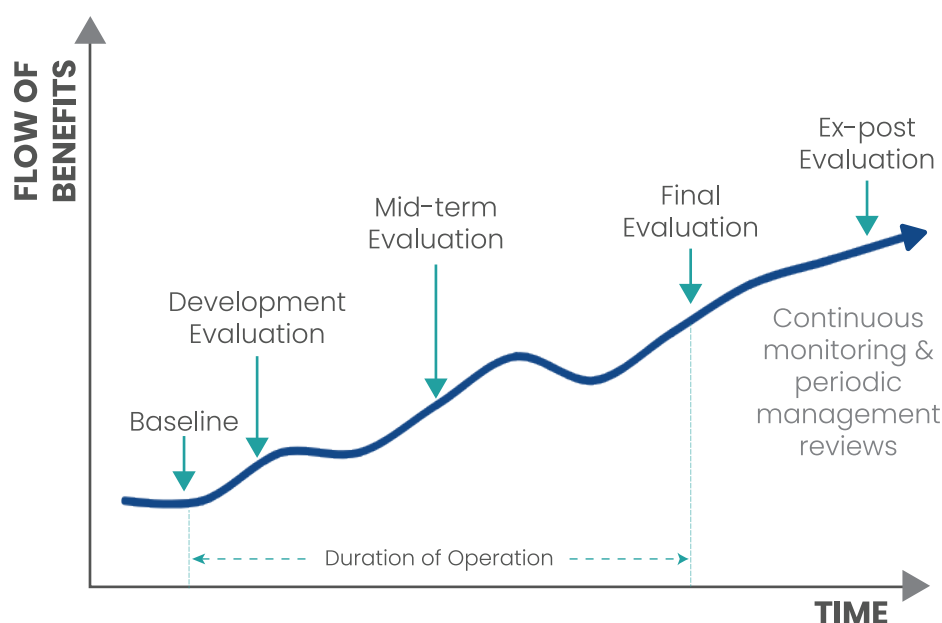 FLOW OF
BENEFITS
Ex-post
Evaluation
Final
Evaluation
Mid-term
Evaluation
Development
Evaluation
Baseline
Continuous
monitoring &
periodic
management
reviews
Duration of Operation
TIME